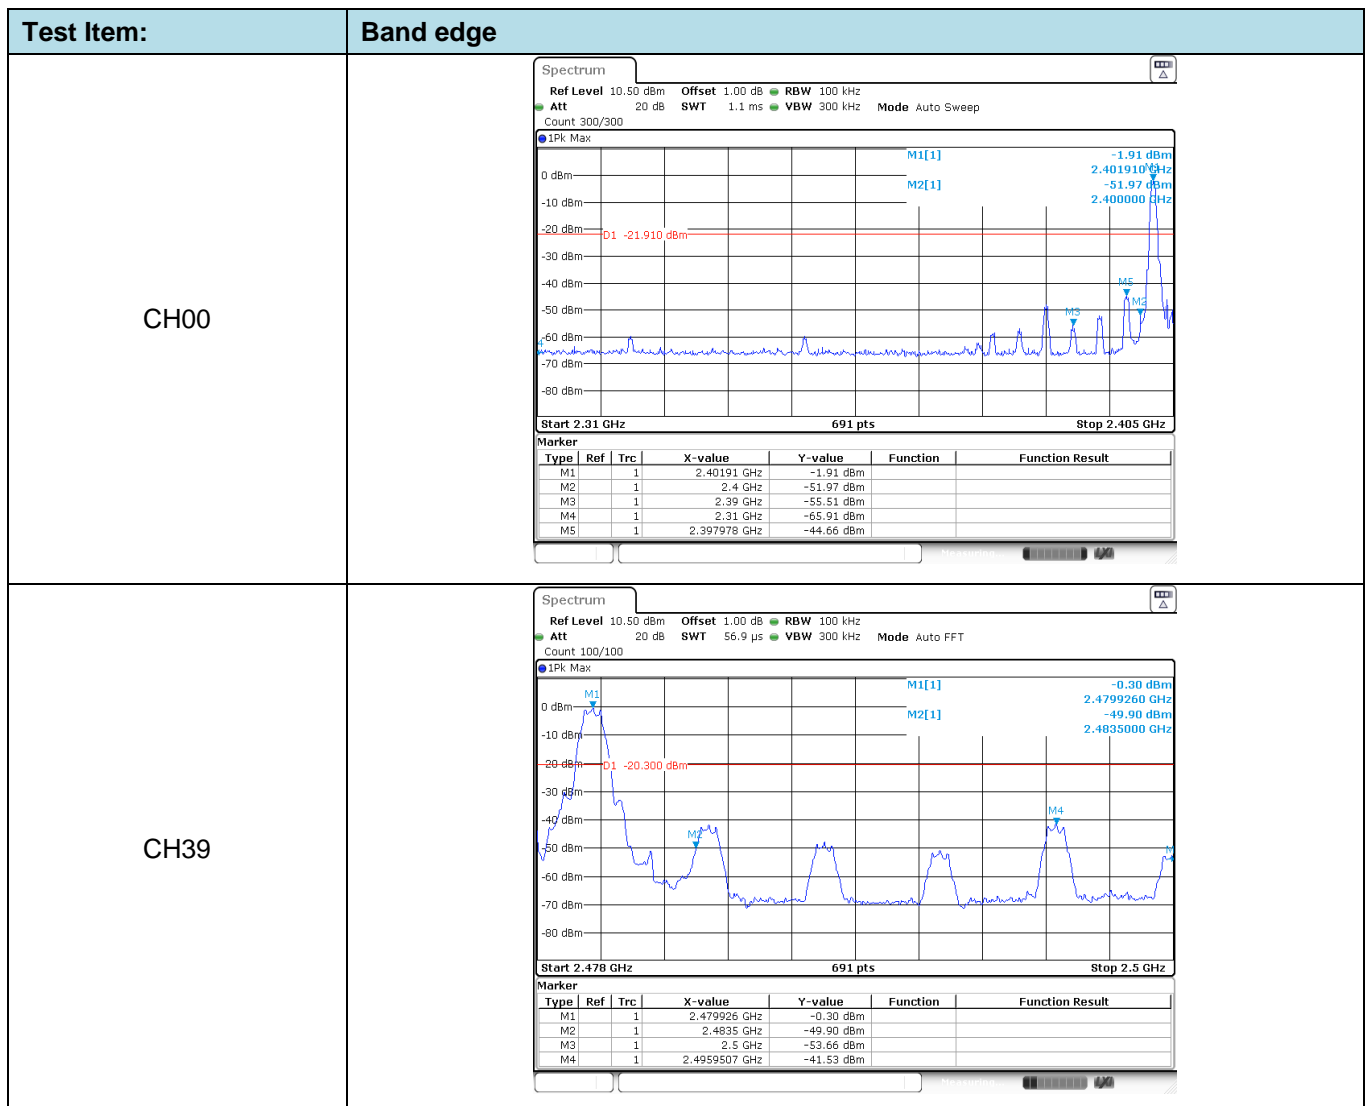 Test Item: Band edge
CH00
Spectrum
Ref Level 10.50 dBm Offset 1.00 dB RBW 100 kHz
Att 20 dB SWT 1.1 ms VBW 300 kHz Mode Auto Sweep
Count 300/300
1Pk Max
M1[1] -1.91 dBm
2.401910 GHz
M2[1] -51.97 dBm
2.400000 GHz
M1
0 dBm
-10 dBm
-20 dBm
D1 -21.910 dBm
-30 dBm
-40 dBm
M5
M2
-50 dBm
M3
-60 dBm
-70 dBm
-80 dBm
Start 2.31 GHz 691 pts Stop 2.405 GHz
Marker
Type Ref Trc X-value Y-value Function Function Result
M1 1 2.40191 GHz -1.91 dBm
M2 1 2.4 GHz -51.97 dBm
M3 1 2.39 GHz -55.51 dBm
M4 1 2.31 GHz -65.91 dBm
M5 1 2.397978 GHz -44.66 dBm
Measuring...
CH39
Spectrum
Ref Level 10.50 dBm Offset 1.00 dB RBW 100 kHz
Att 20 dB SWT 56.9 µs VBW 300 kHz Mode Auto FFT
Count 100/100
1Pk Max
M1[1] -0.30 dBm
2.4799260 GHz
M2[1] -49.90 dBm
2.4835000 GHz
M1
0 dBm
-10 dBm
-20 dBm
D1 -20.300 dBm
-30 dBm
-40 dBm
M4
M2
-50 dBm
-60 dBm
-70 dBm
-80 dBm
Start 2.478 GHz 691 pts Stop 2.5 GHz
Marker
Type Ref Trc X-value Y-value Function Function Result
M1 1 2.479926 GHz -0.30 dBm
M2 1 2.4835 GHz -49.90 dBm
M3 1 2.5 GHz -53.66 dBm
M4 1 2.4959507 GHz -41.53 dBm
Measuring...